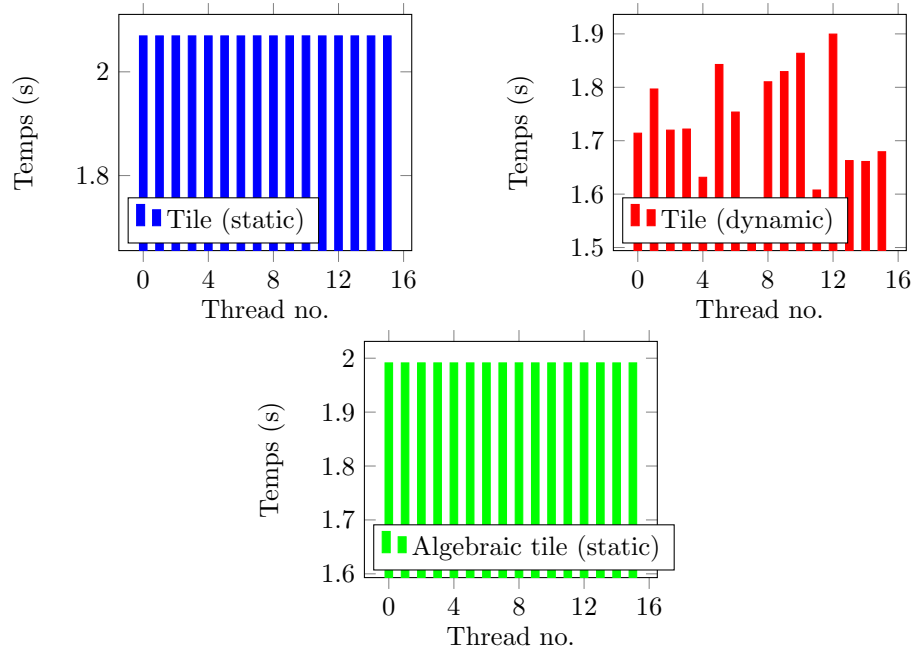 2
1.8
Temps (s)
Tile (static)
0 4 8 12 16
Thread no.
1.9
1.8
1.7
1.6
1.5
Temps (s)
Tile (dynamic)
0 4 8 12 16
Thread no.
2
1.9
1.8
1.7
1.6
Temps (s)
Algebraic tile (static)
0 4 8 12 16
Thread no.